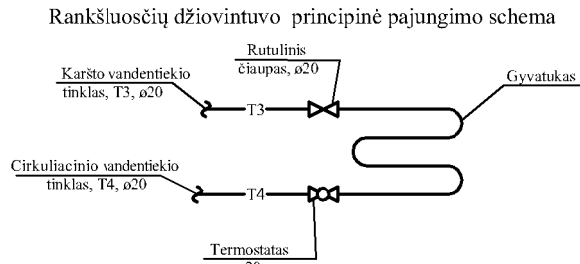 Rankšluosčių džiovintuvo principinė pajungimo schema
Rutulinis
čiaupas, ø20
Karšto vandentiekio
tinklas, T3, ø20
Gyvatukas
T3
Cirkuliacinio vandentiekio
tinklas, T4, ø20
T4
Termostatas